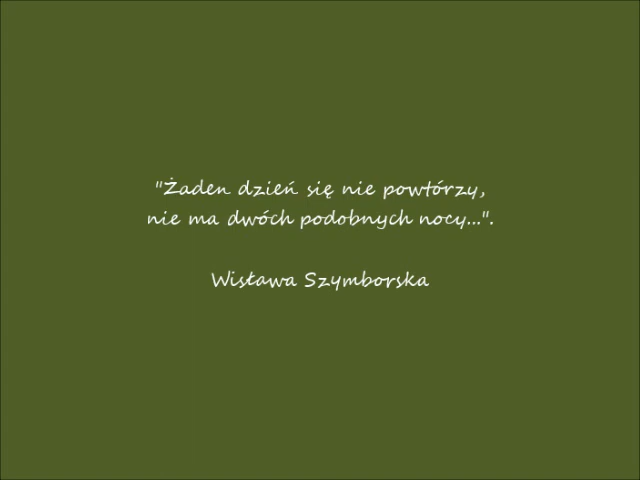 "Żaden dzień się nie powtórzy,
nie ma dwóch podobnych nocy...".
Wisława Szymborska